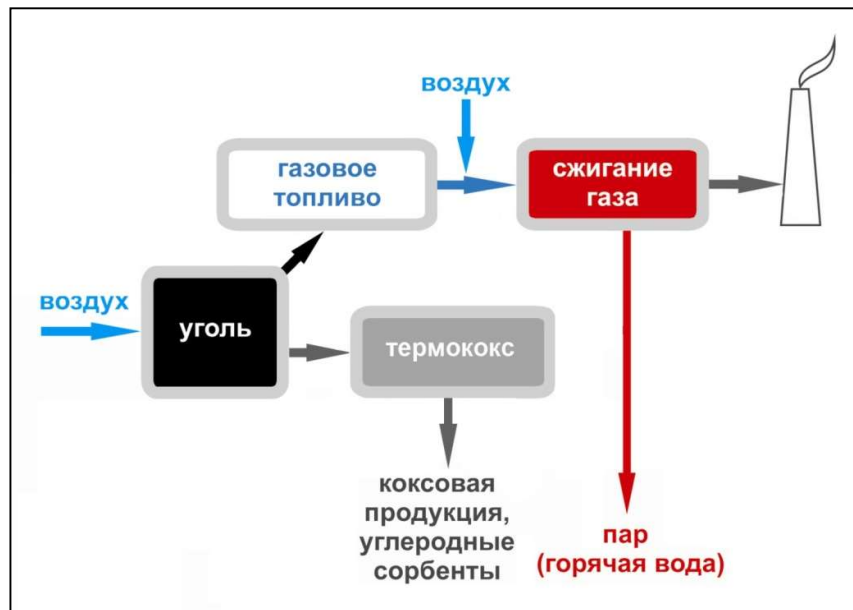 воздух
газовое
топливо
сжигание
газа
воздух
уголь
термококс
коксовая
продукция,
углеродные
сорбенты
пар
(горячая вода)